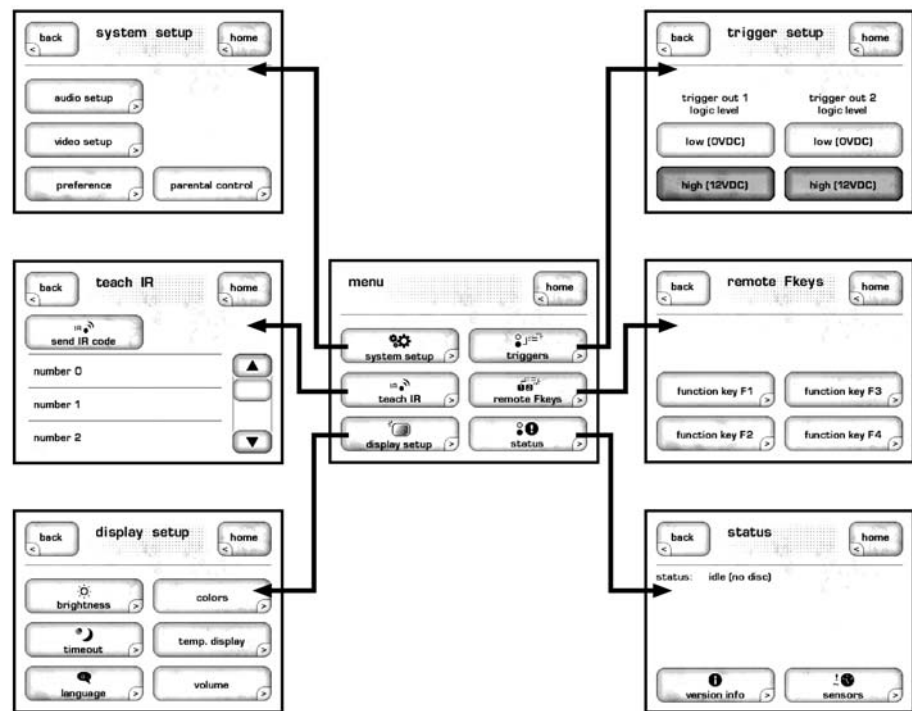 back
system setup
home
audio setup
video setup
preference
parental control
back
trigger setup
home
trigger out 1
logic level
trigger out 2
logic level
low (0VDC)
low (0VDC)
high (12VDC)
high (12VDC)
back
teach IR
home
IR
send IR code
number 0
number 1
number 2
menu
home
system setup
triggers
IR
teach IR
remote Fkeys
display setup
status
back
remote Fkeys
home
function key F1
function key F3
function key F2
function key F4
back
display setup
home
brightness
colors
timeout
temp. display
language
volume
back
status
home
status: idle (no disc)
version info
sensors